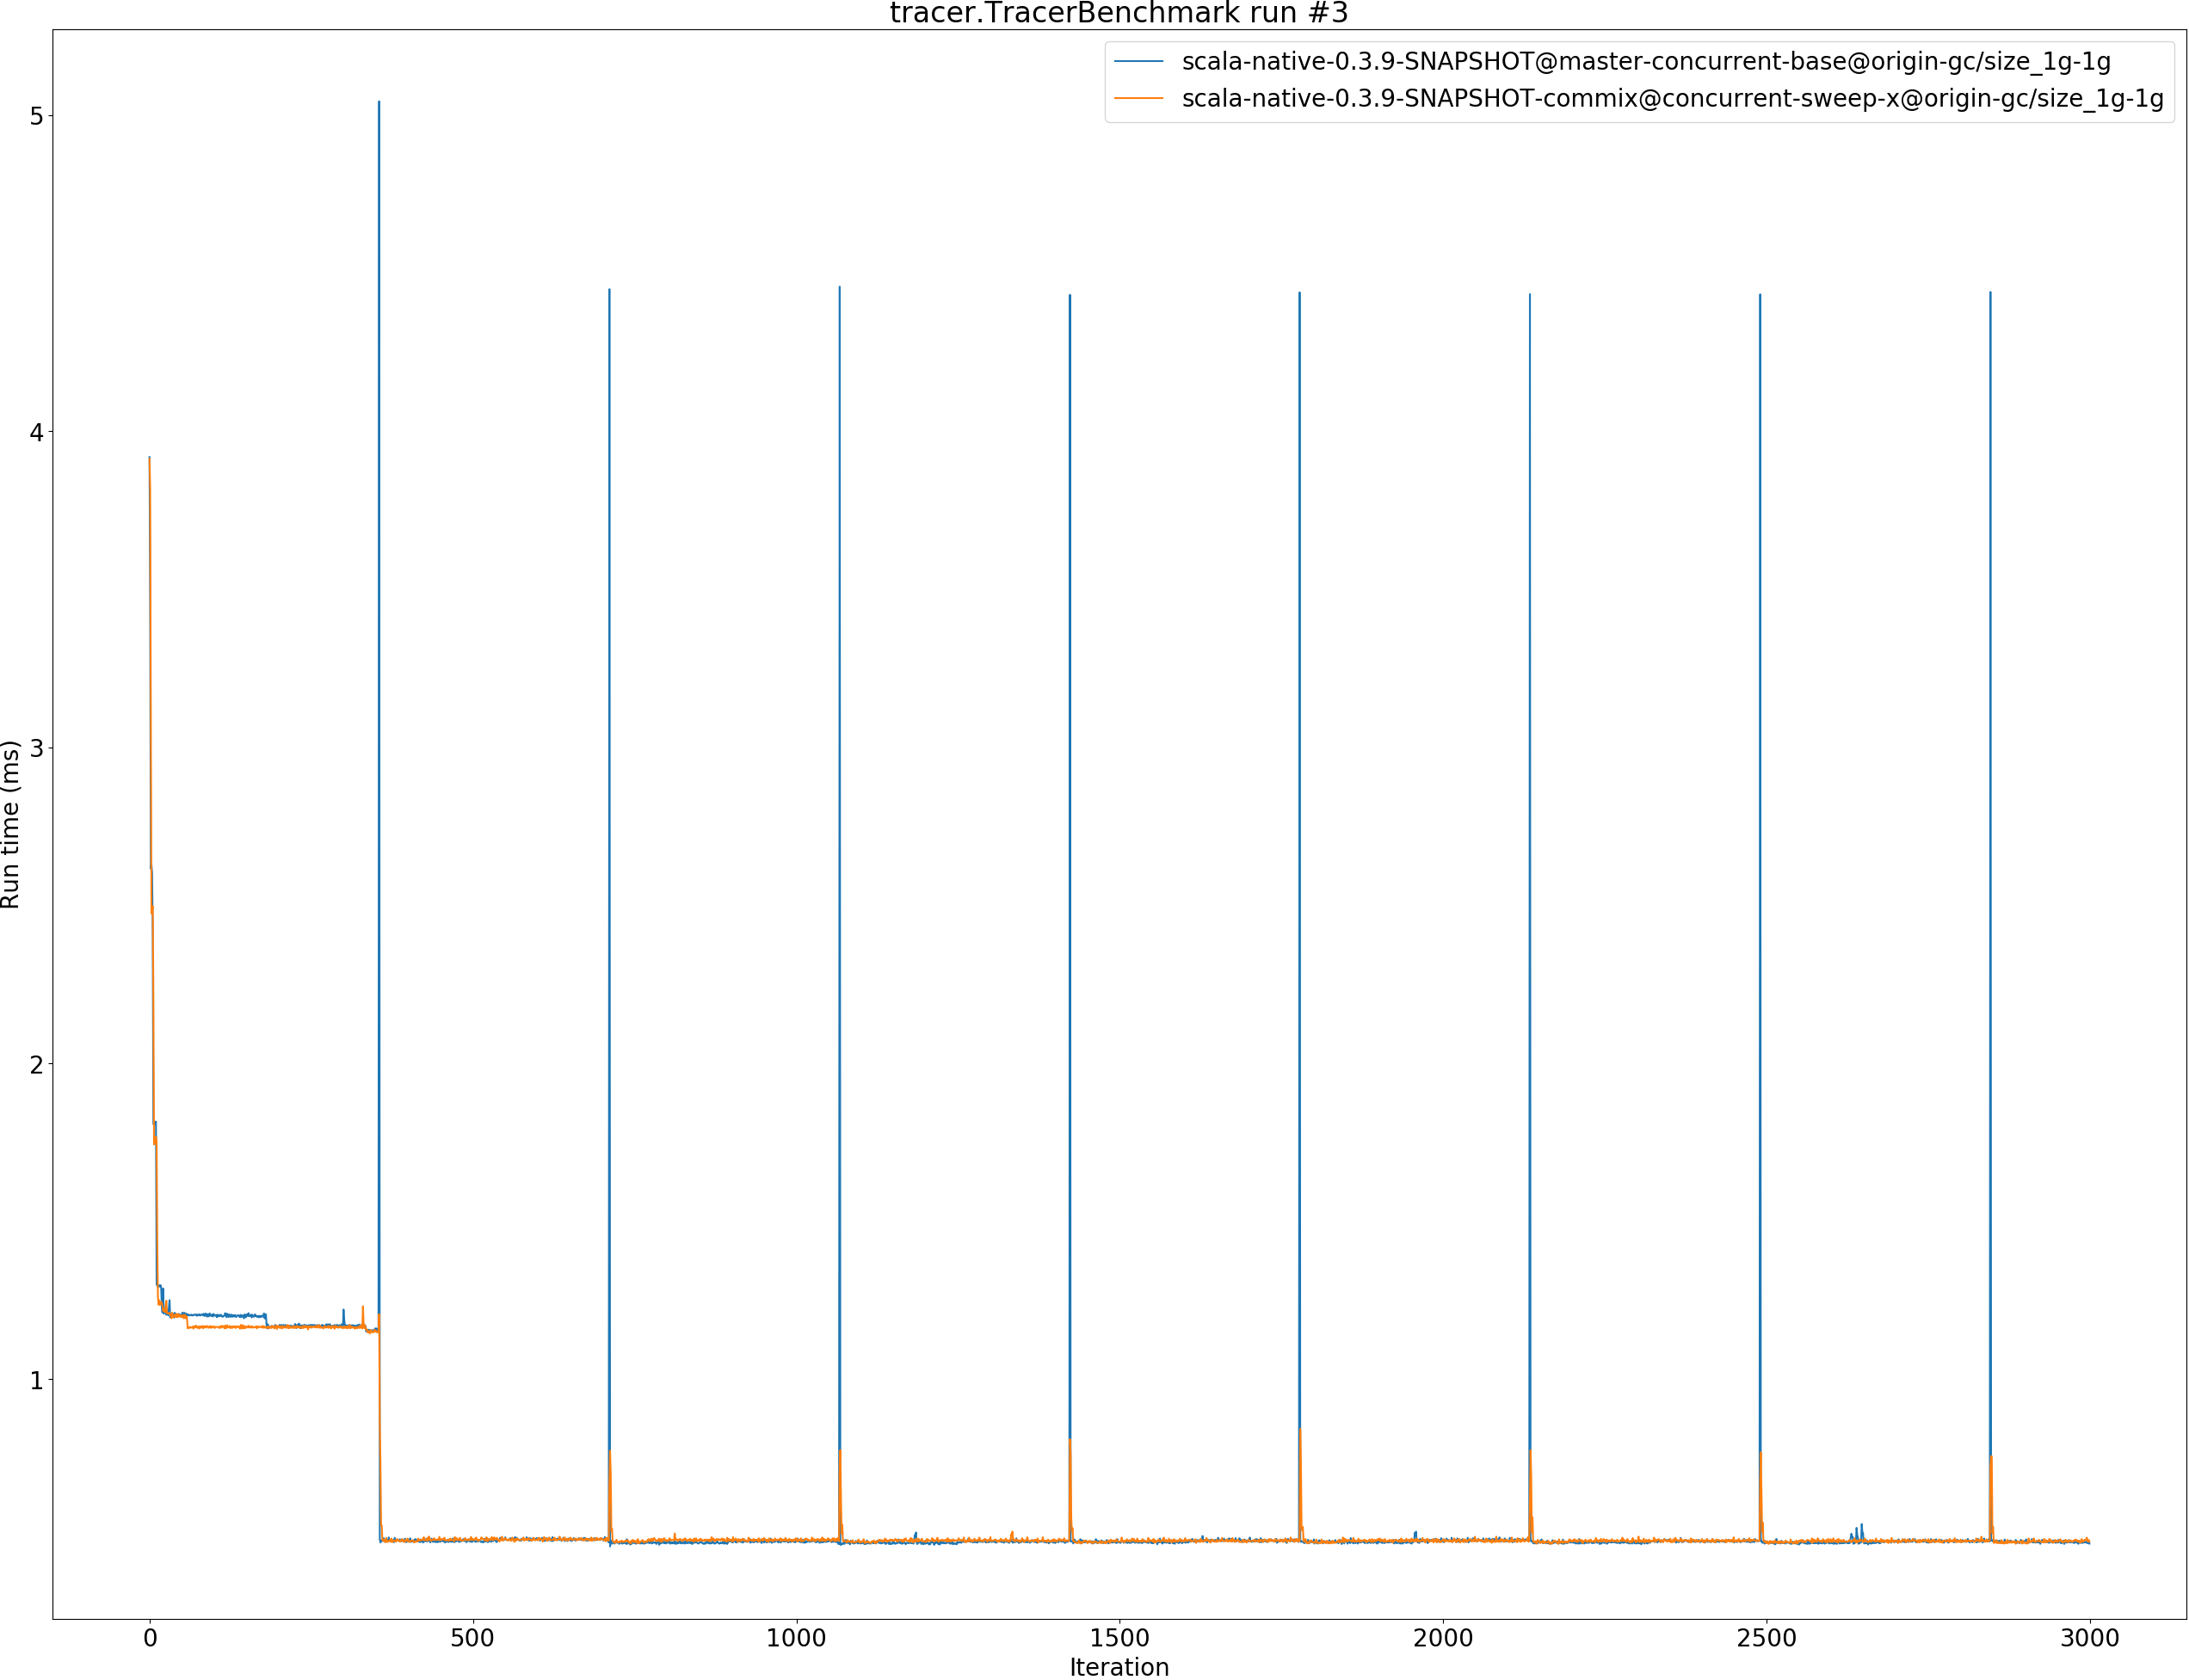 tracer.TracerBenchmark run #3
scala-native-0.3.9-SNAPSHOT@master-concurrent-base@origin-gc/size_1g-1g
scala-native-0.3.9-SNAPSHOT-commix@concurrent-sweep-x@origin-gc/size_1g-1g
5
4
3
2
1
Run time (ms)
0
500
1000
1500
2000
2500
3000
Iteration